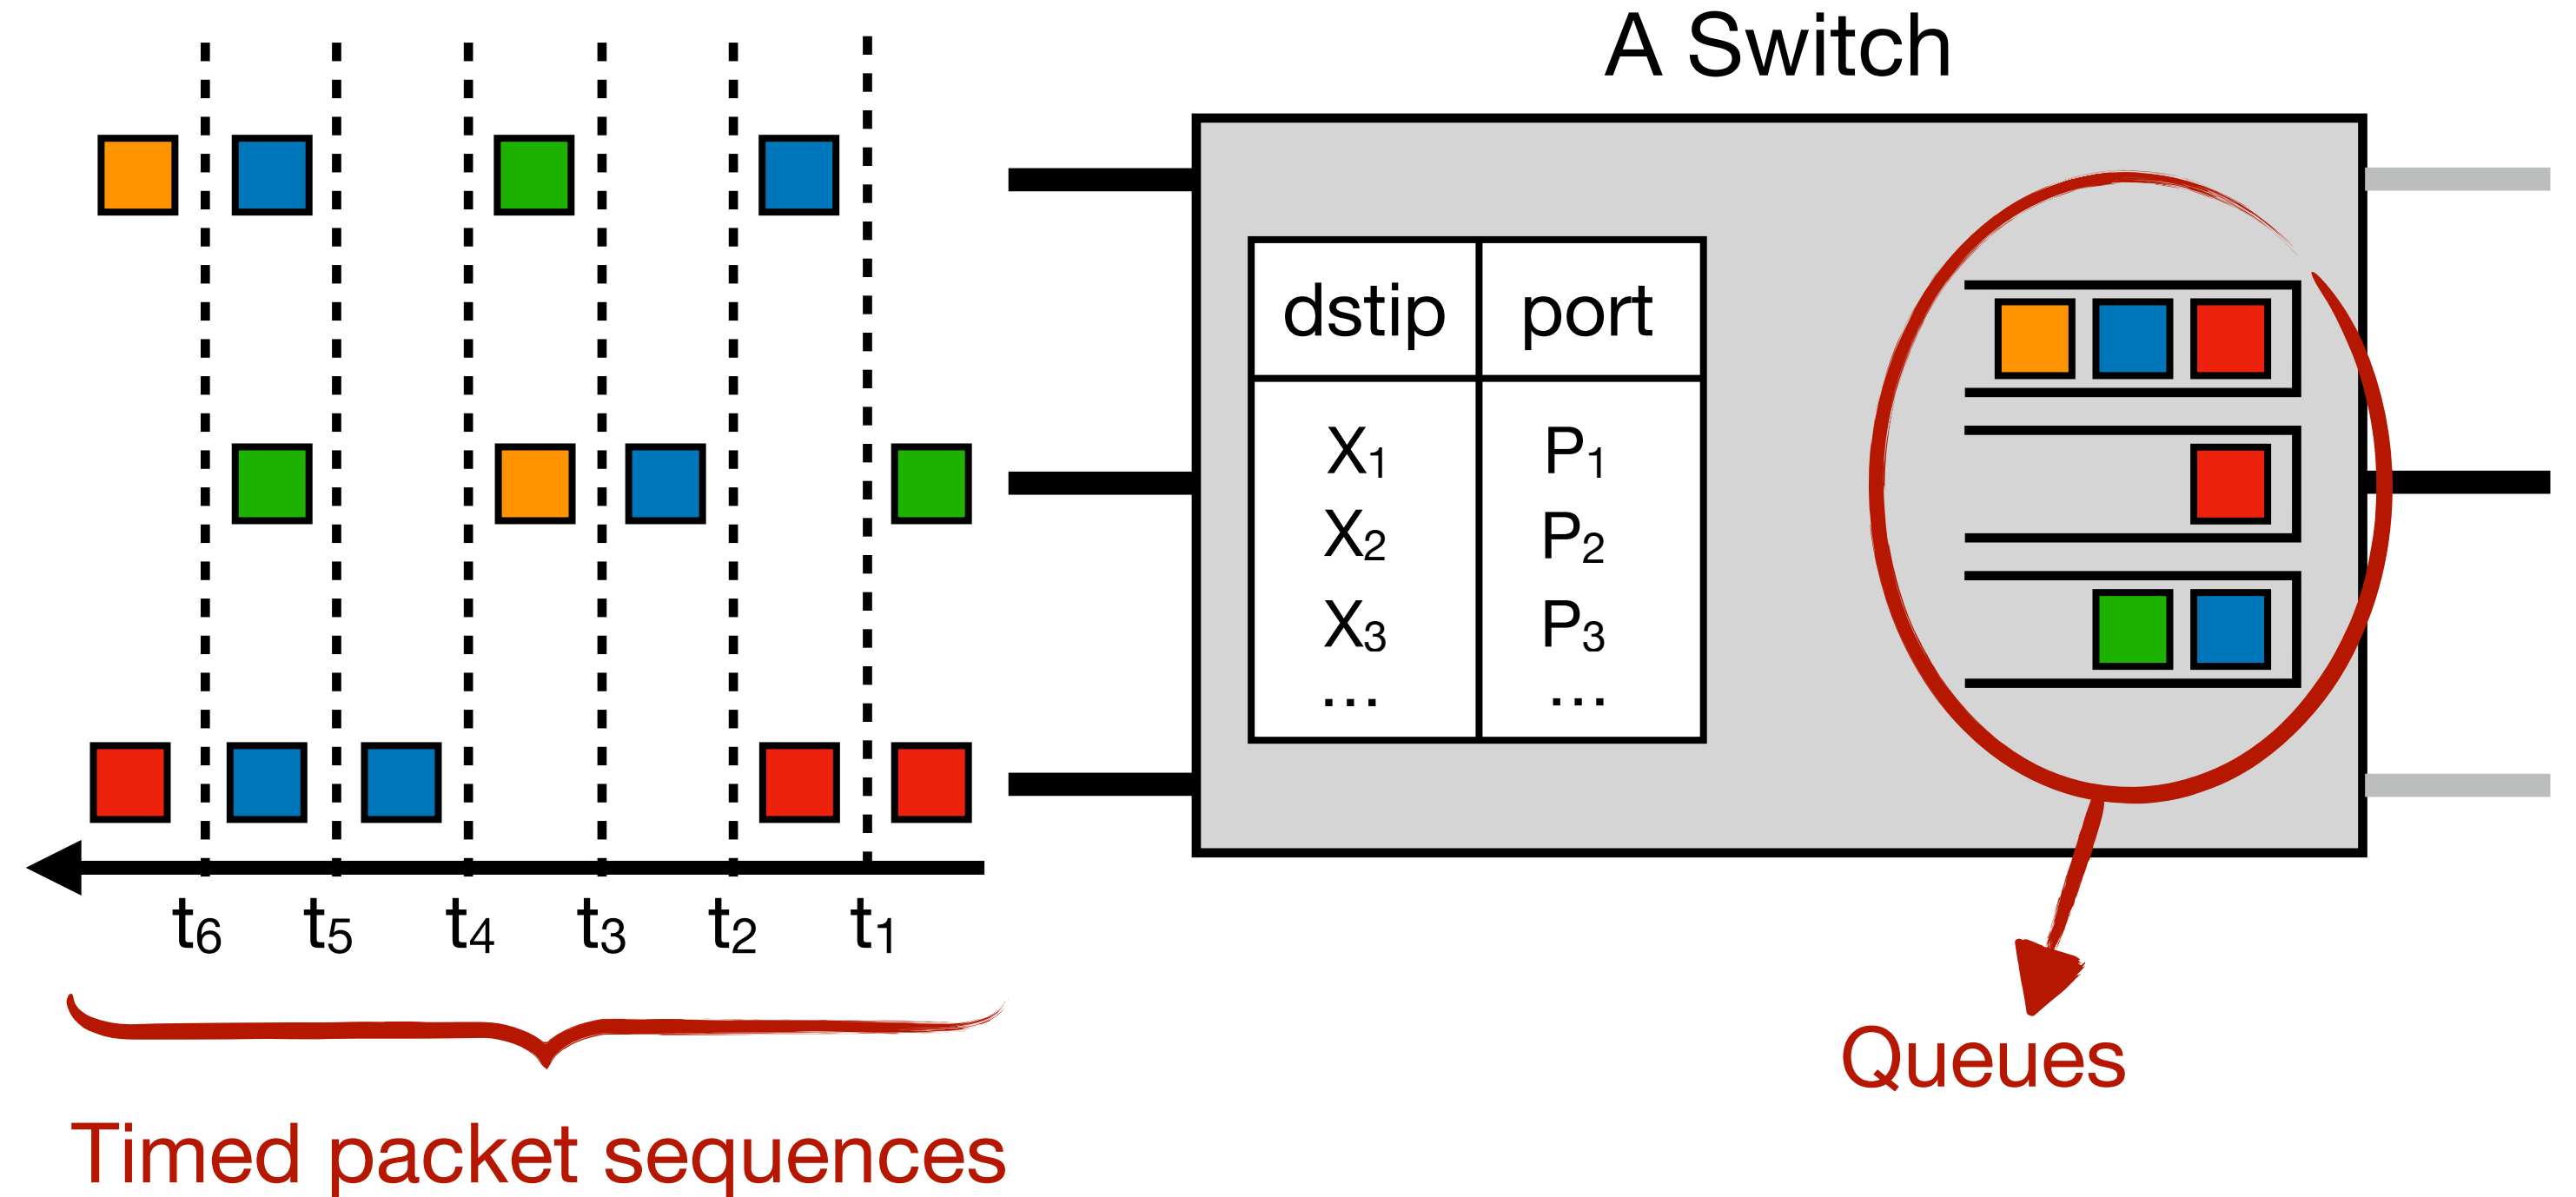 A Switch
dstip port
X₁ P₁
X₂ P₂
X₃ P₃
... ...
t₆ t₅ t₄ t₃ t₂ t₁
Queues
Timed packet sequences